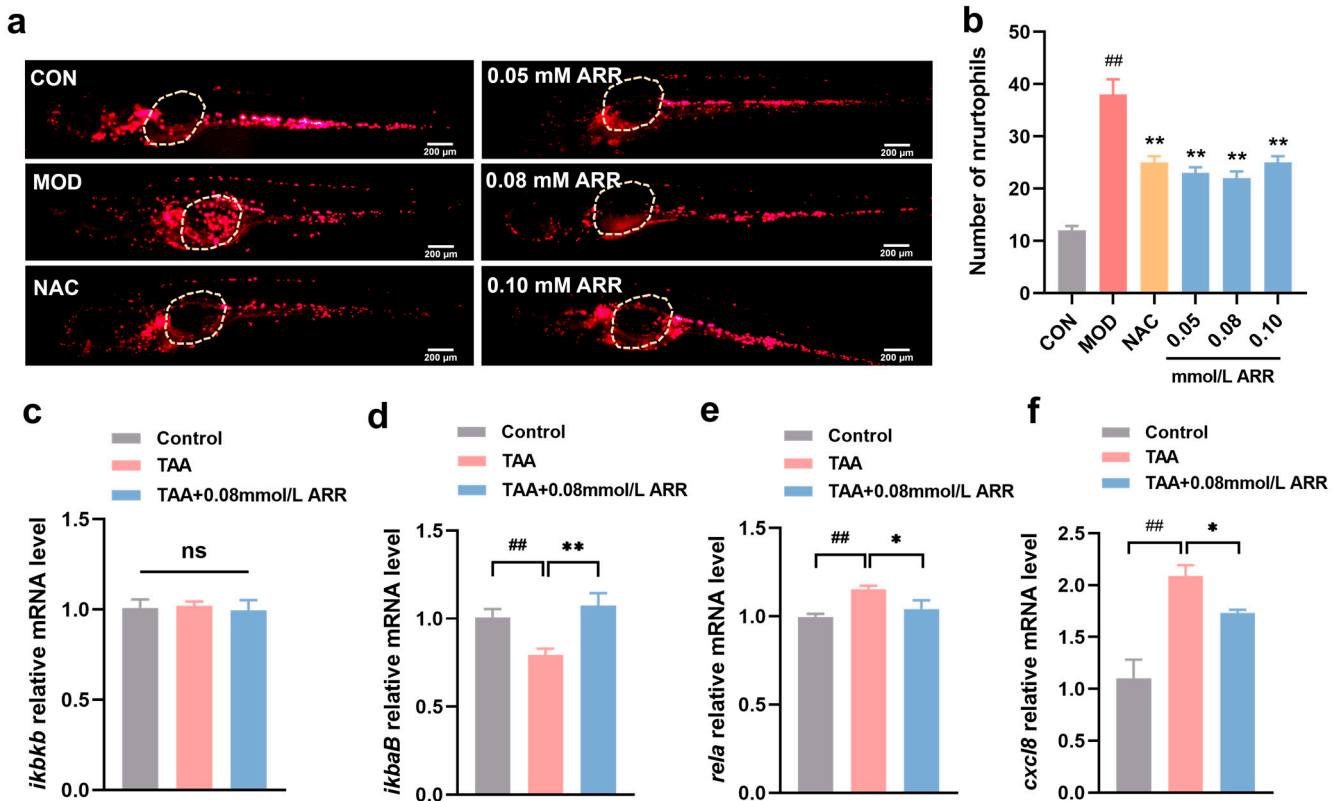 a
CON
200 μm
0.05 mM ARR
200 μm
MOD
200 μm
0.08 mM ARR
200 μm
NAC
200 μm
0.10 mM ARR
200 μm
b
Number of nrurtophils
50
40
30
20
10
0
##
**
**
**
**
CON
MOD
NAC
0.05
0.08
0.10
mmol/L ARR
c
Control
TAA
TAA+0.08mmol/L ARR
ikbkb relative mRNA level
1.5
1.0
0.5
0.0
ns
d
Control
TAA
TAA+0.08mmol/L ARR
ikbaB relative mRNA level
1.5
1.0
0.5
0.0
##
**
e
Control
TAA
TAA+0.08mmol/L ARR
rela relative mRNA level
1.5
1.0
0.5
0.0
##
*
f
Control
TAA
TAA+0.08mmol/L ARR
cxcl8 relative mRNA level
2.5
2.0
1.5
1.0
0.5
0.0
##
*